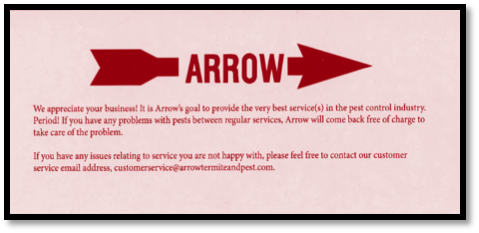 ARROW
We appreciate your business! It is Arrow's goal to provide the very best service(s) in the pest control industry.
Period! If you have any problems with pests between regular services, Arrow will come back free of charge to
take care of the problem.
If you have any issues relating to service you are not happy with, please feel free to contact our customer
service email address, customerservice@arrowtermiteandpest.com.